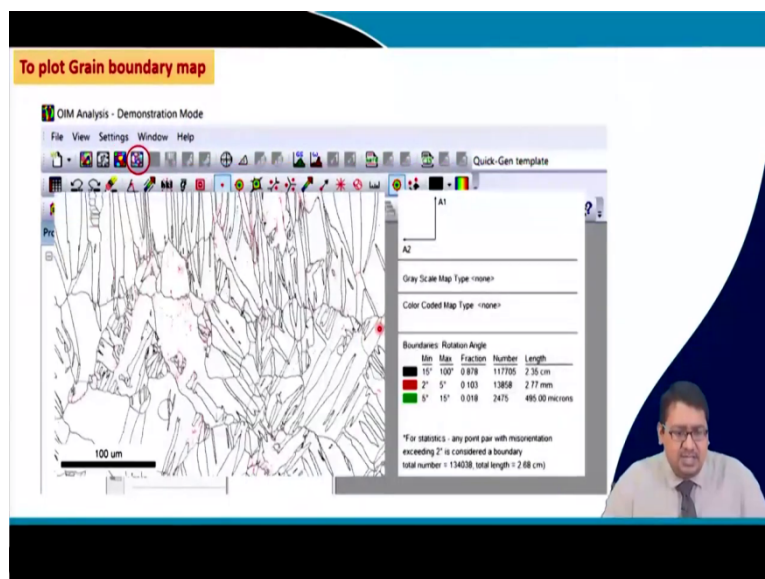 To plot Grain boundary map
OIM Analysis - Demonstration Mode
File View Settings Window Help
Quick-Gen template
A1
A2
Gray Scale Map Type <none>
Color Coded Map Type <none>
Boundaries: Rotation Angle
Min Max Fraction Number Length
15° 100° 0.878 117705 2.35 cm
2° 5° 0.103 13858 2.77 mm
5° 15° 0.018 2475 495.00 microns
*For statistics - any point pair with misorientation
exceeding 2° is considered a boundary
total number = 134038, total length = 2.68 cm)
100 um